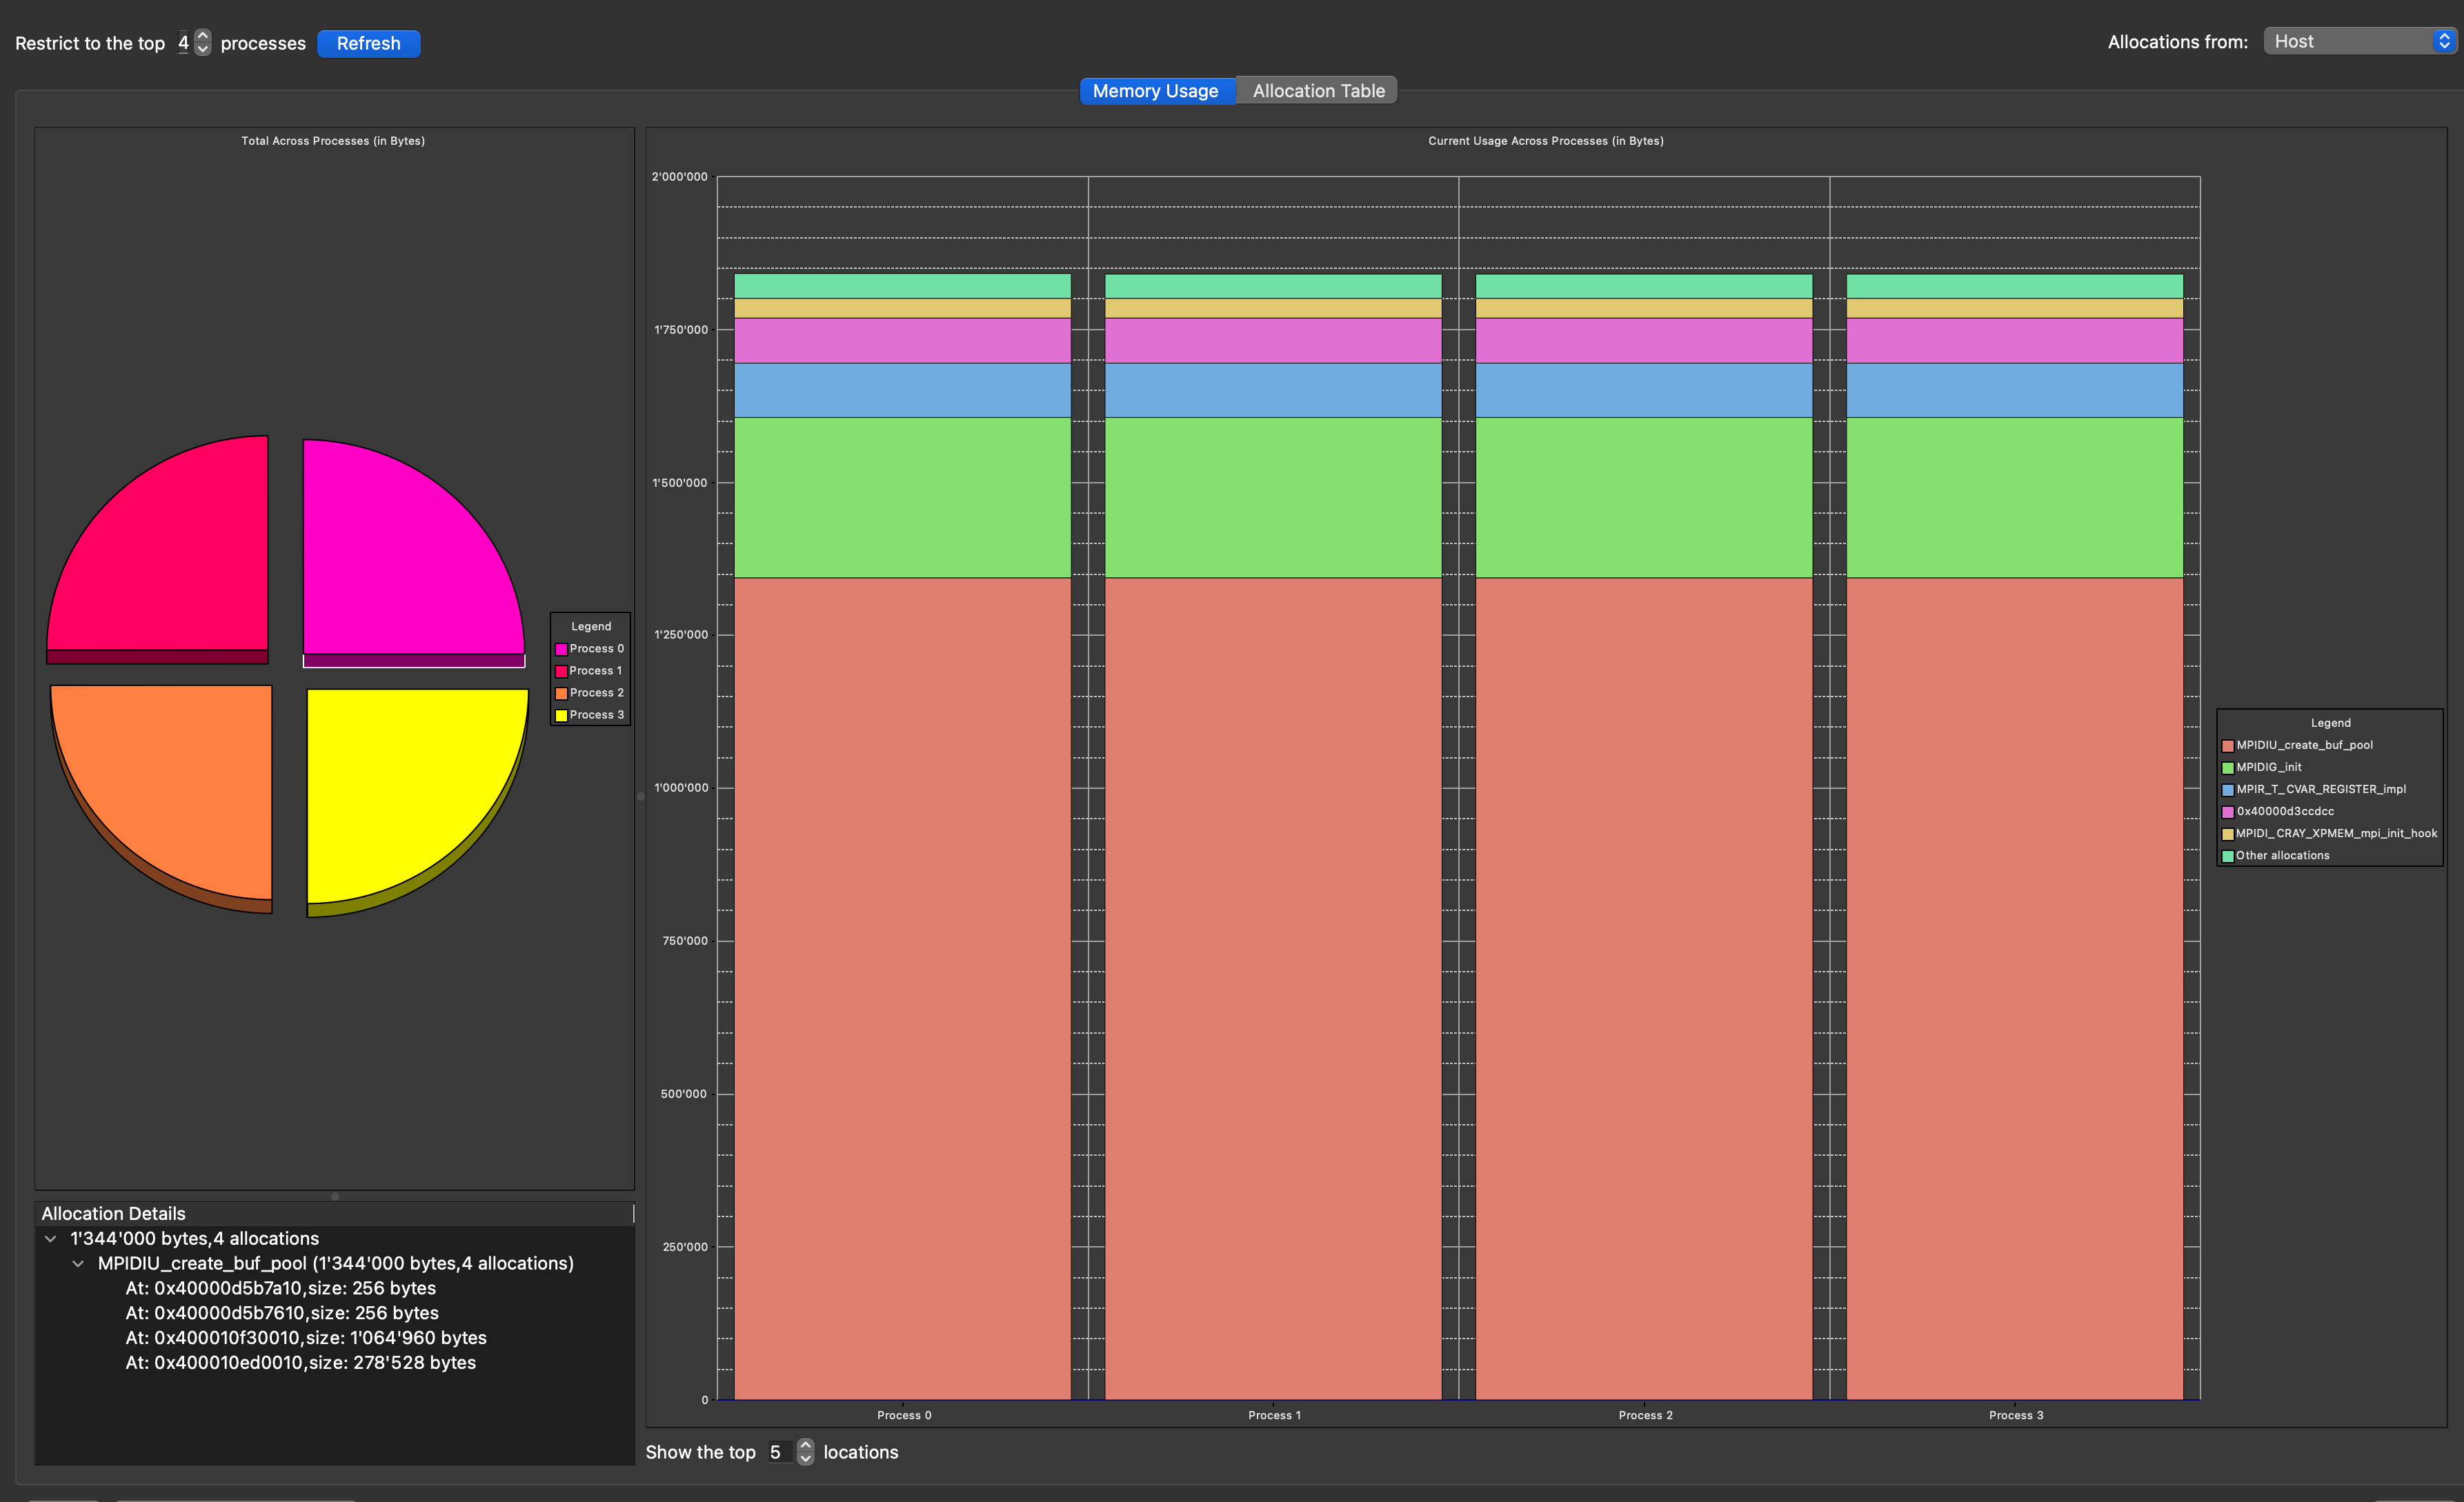 Restrict to the top 4 processes Refresh
Allocations from: Host
Memory Usage Allocation Table
Total Across Processes (in Bytes)
Legend
Process 0
Process 1
Process 2
Process 3
Allocation Details
1'344'000 bytes,4 allocations
MPIDIU_create_buf_pool (1'344'000 bytes,4 allocations)
At: 0x40000d5b7a10,size: 256 bytes
At: 0x40000d5b7610,size: 256 bytes
At: 0x400010f30010,size: 1'064'960 bytes
At: 0x400010ed0010,size: 278'528 bytes
Current Usage Across Processes (in Bytes)
2'000'000
1'750'000
1'500'000
1'250'000
1'000'000
750'000
500'000
250'000
0
Process 0 Process 1 Process 2 Process 3
Legend
MPIDIU_create_buf_pool
MPIDIG_init
MPIR_T_CVAR_REGISTER_impl
0x40000d3ccdcc
MPIDI_CRAY_XPMEM_mpi_init_hook
Other allocations
Show the top 5 locations